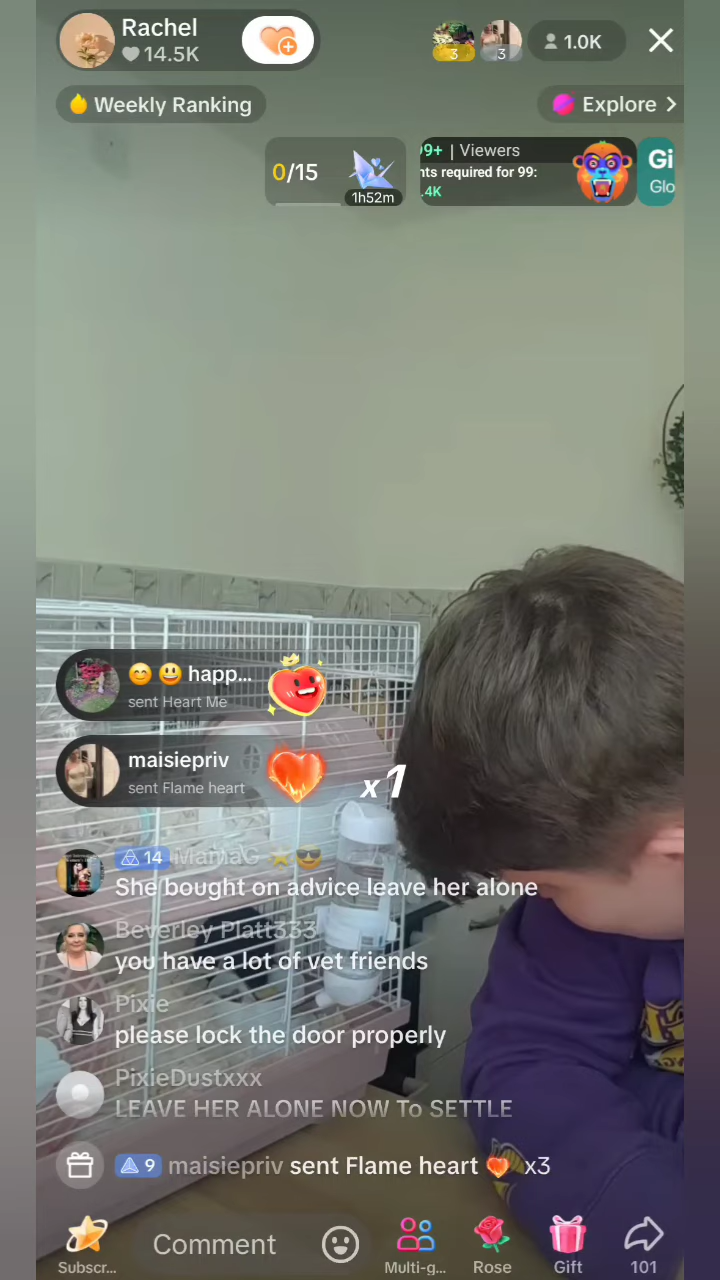 Rachel
14.5K
3
3
1.0K
Weekly Ranking
Explore
0/15
1h52m
9+ | Viewers
nts required for 99:
.4K
Gi
Glo
😊 😃 happ...
sent Heart Me
maisiepriv
sent Flame heart
x1
14 MamaG 🌟😎
She bought on advice leave her alone
Beverley Platt333
you have a lot of vet friends
Pixie
please lock the door properly
PixieDustxxx
LEAVE HER ALONE NOW To SETTLE
9 maisiepriv sent Flame heart x3
Comment
Subscr...
Multi-g...
Rose
Gift
101